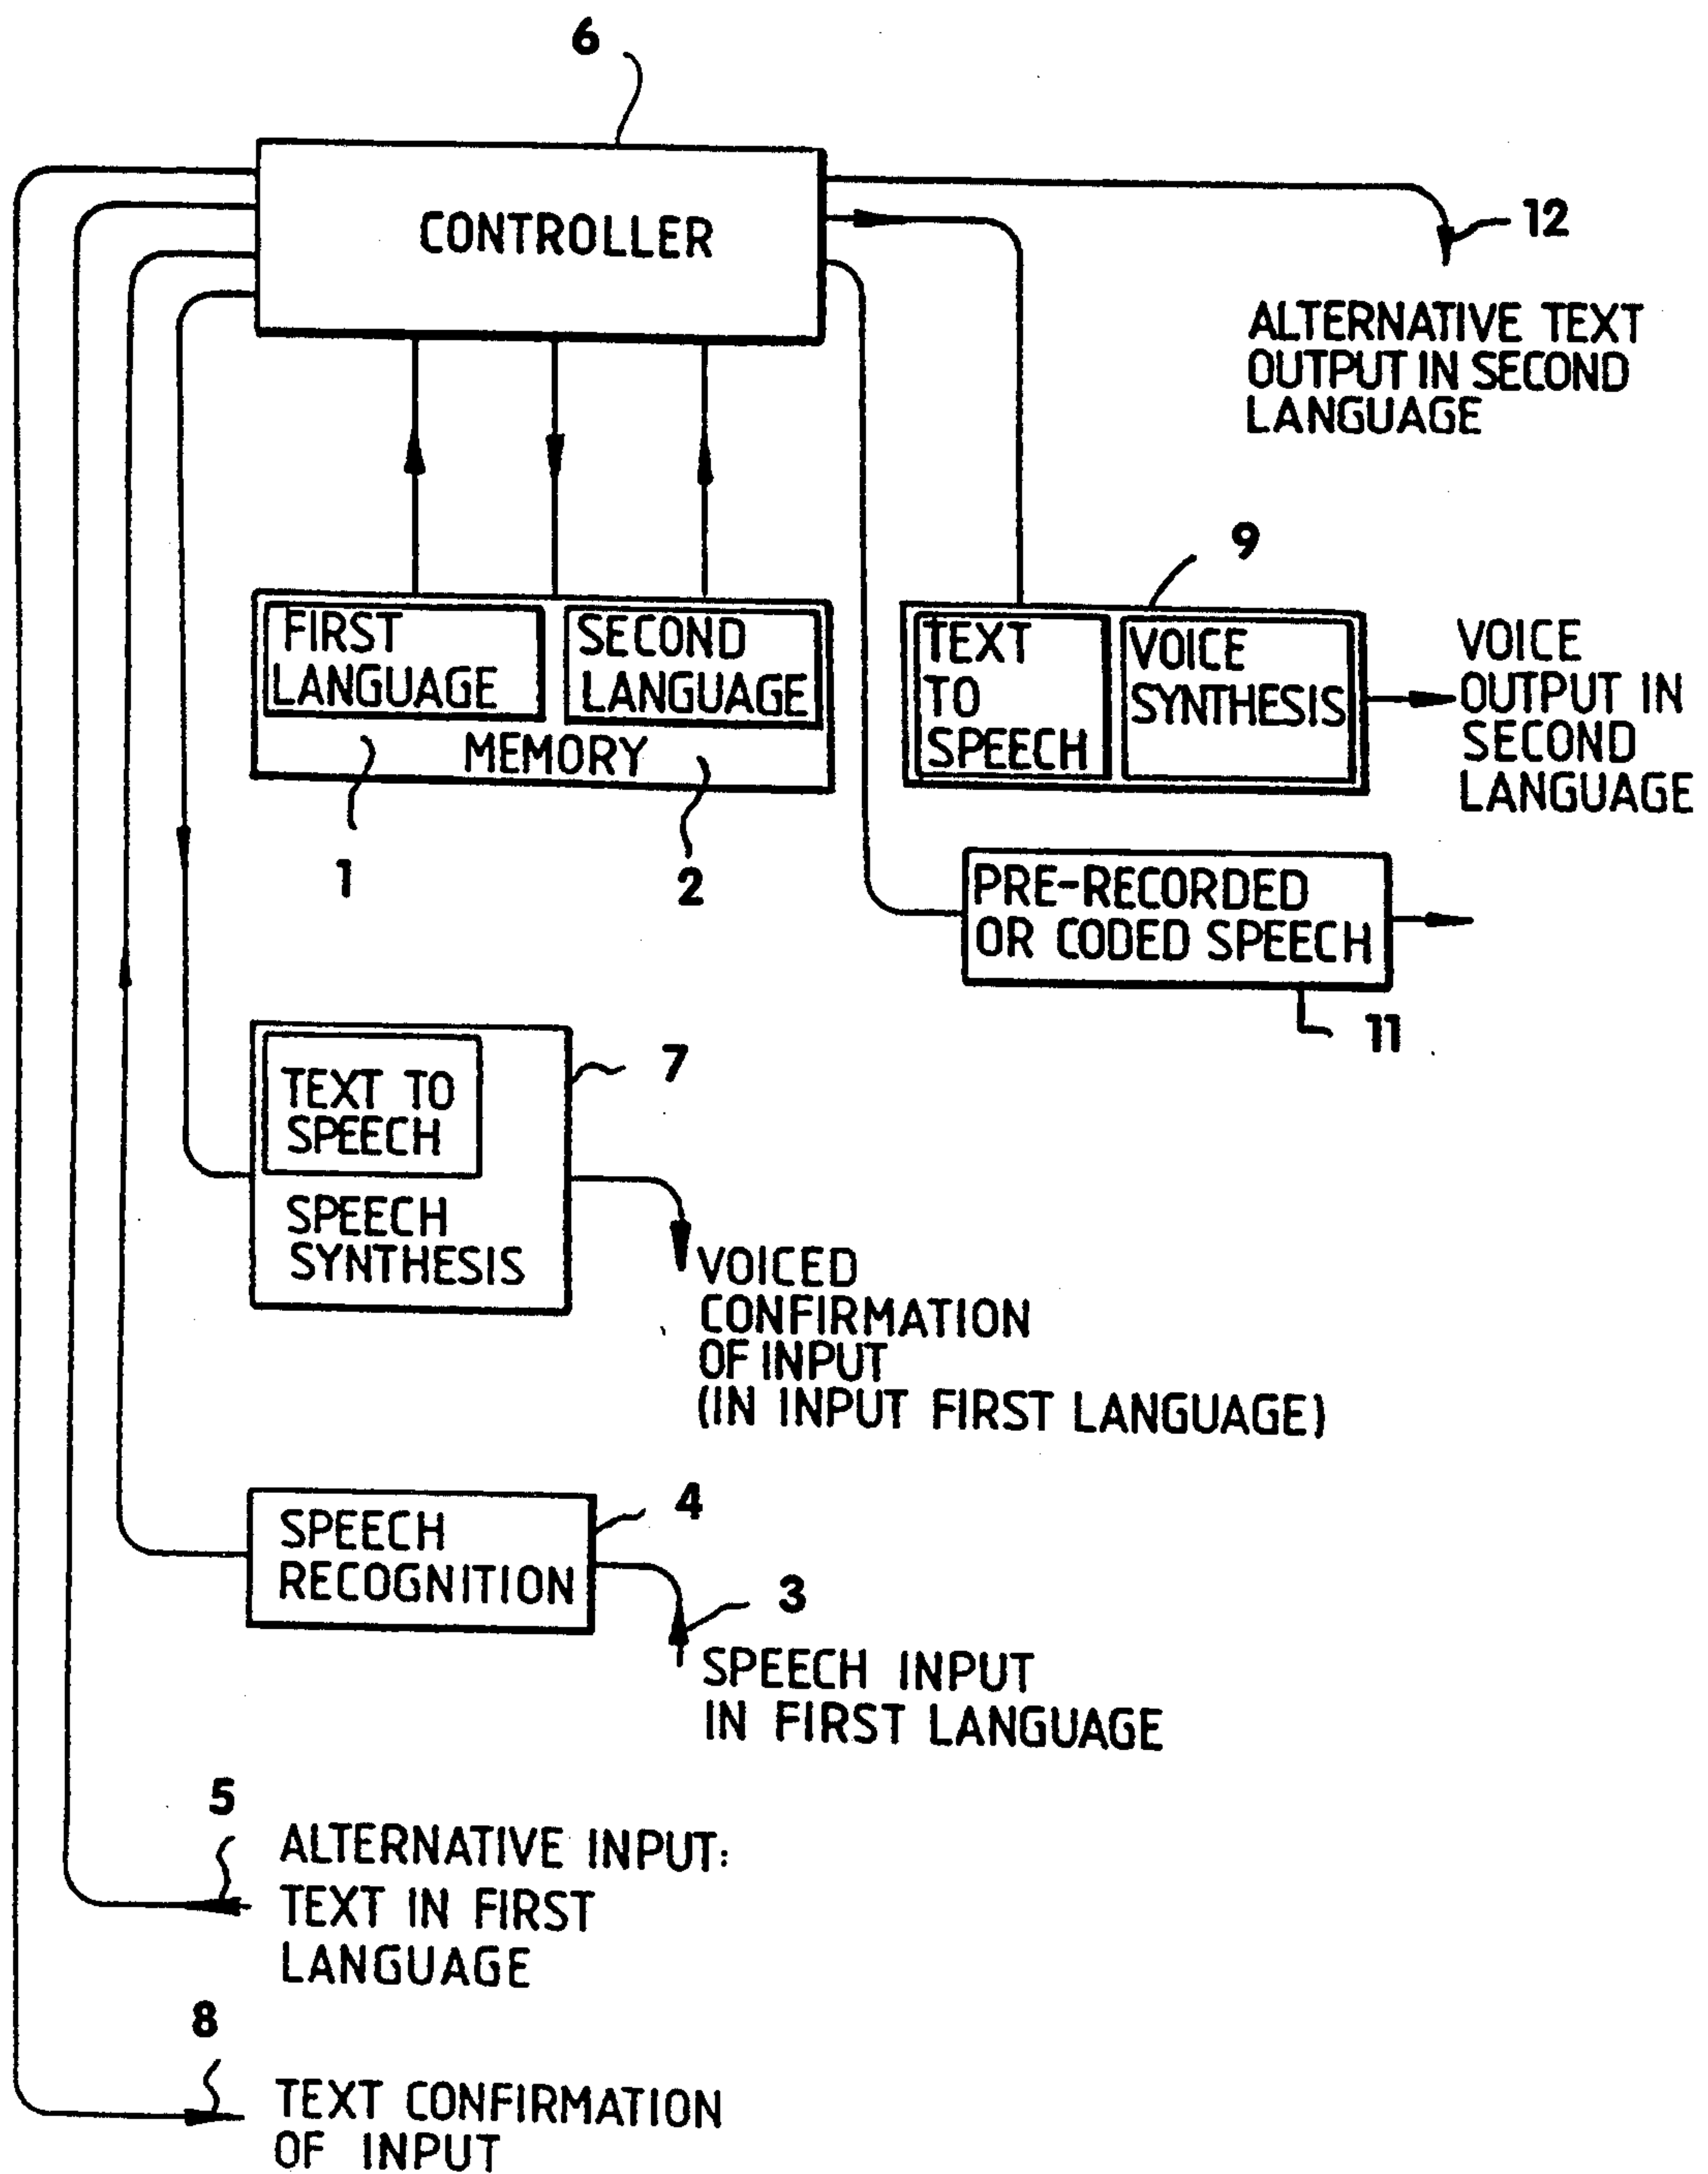 6
CONTROLLER
12
ALTERNATIVE TEXT
OUTPUT IN SECOND
LANGUAGE
9
FIRST
LANGUAGE
SECOND
LANGUAGE
MEMORY
1
2
TEXT
TO
SPEECH
VOICE
SYNTHESIS
VOICE
OUTPUT IN
SECOND
LANGUAGE
PRE-RECORDED
OR CODED SPEECH
11
7
TEXT TO
SPEECH
SPEECH
SYNTHESIS
VOICED
CONFIRMATION
OF INPUT
(IN INPUT FIRST LANGUAGE)
4
SPEECH
RECOGNITION
3
SPEECH INPUT
IN FIRST LANGUAGE
5
ALTERNATIVE INPUT:
TEXT IN FIRST
LANGUAGE
8
TEXT CONFIRMATION
OF INPUT